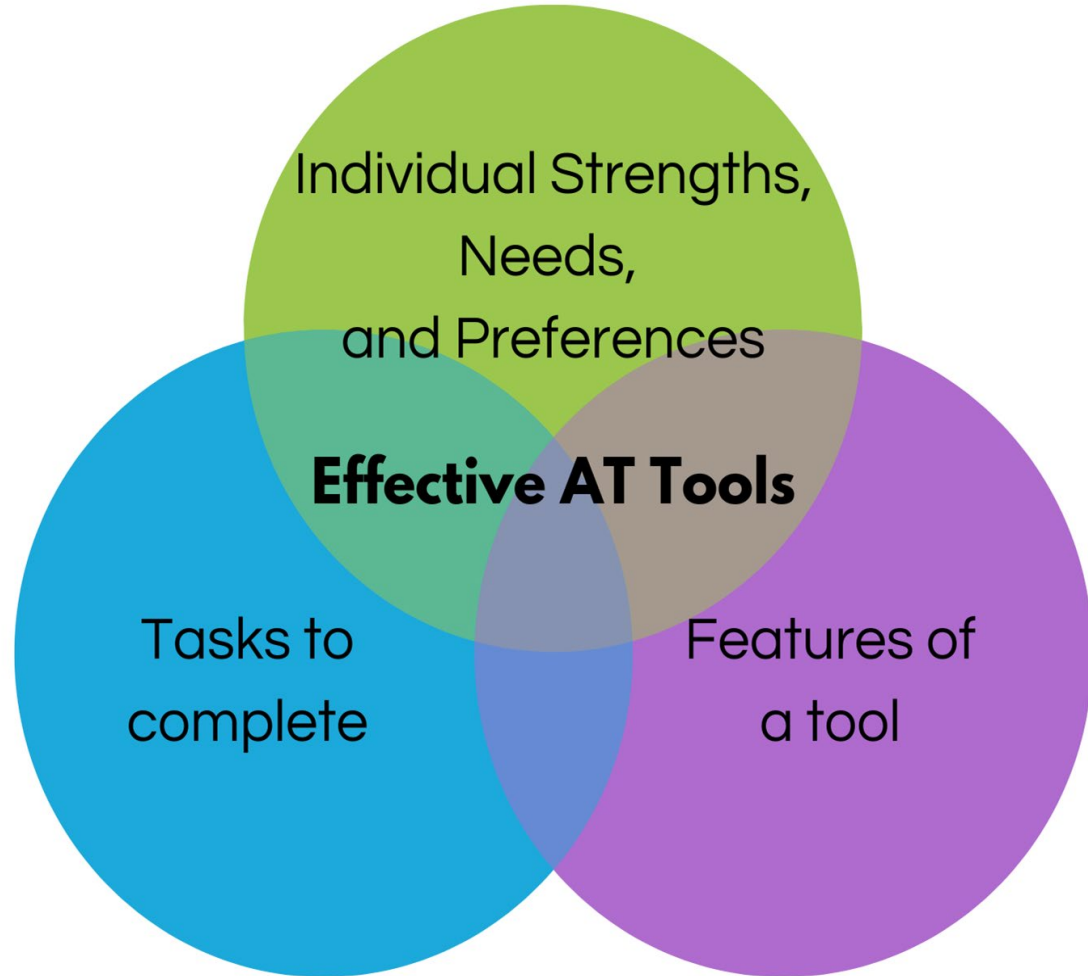 Individual Strengths,
Needs,
and Preferences
Effective AT Tools
Tasks to
complete
Features of
a tool